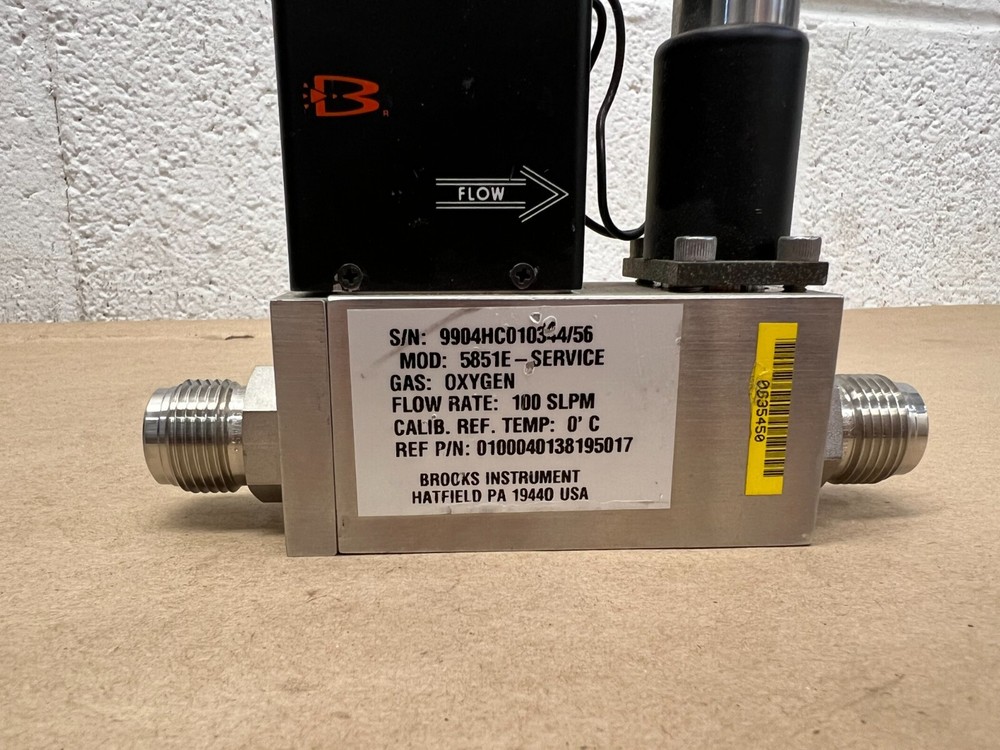 B
R
FLOW
S/N: 9904HC010344/56
MOD: 5851E-SERVICE
GAS: OXYGEN
FLOW RATE: 100 SLPM
CALIB. REF. TEMP: 0' C
REF P/N: 0100040138195017
BROCKS INSTRUMENT
HATFIELD PA 19440 USA
0635450